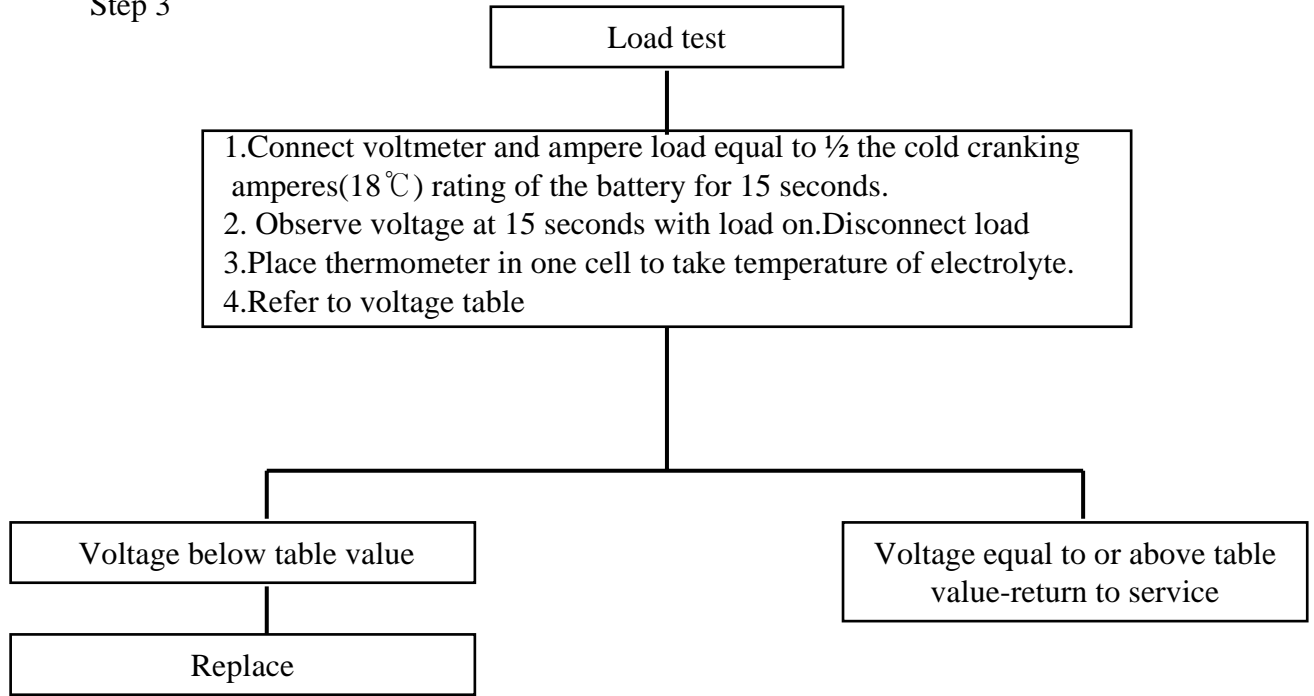 Step 3
Load test
1.Connect voltmeter and ampere load equal to ½ the cold cranking
amperes(18℃) rating of the battery for 15 seconds.
2. Observe voltage at 15 seconds with load on.Disconnect load
3.Place thermometer in one cell to take temperature of electrolyte.
4.Refer to voltage table
Voltage below table value
Voltage equal to or above table
value-return to service
Replace